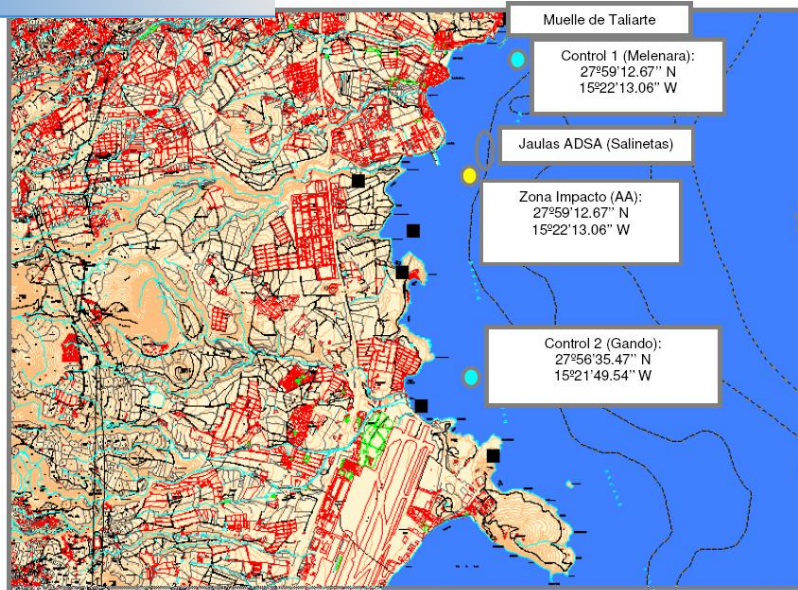 Muelle de Taliarte
Control 1 (Melenara):
27º59’12.67’’ N
15º22’13.06’’ W
Jaulas ADSA (Salinetas)
Zona Impacto (AA):
27º59’12.67’’ N
15º22’13.06’’ W
Control 2 (Gando):
27º56’35.47’’ N
15º21’49.54’’ W